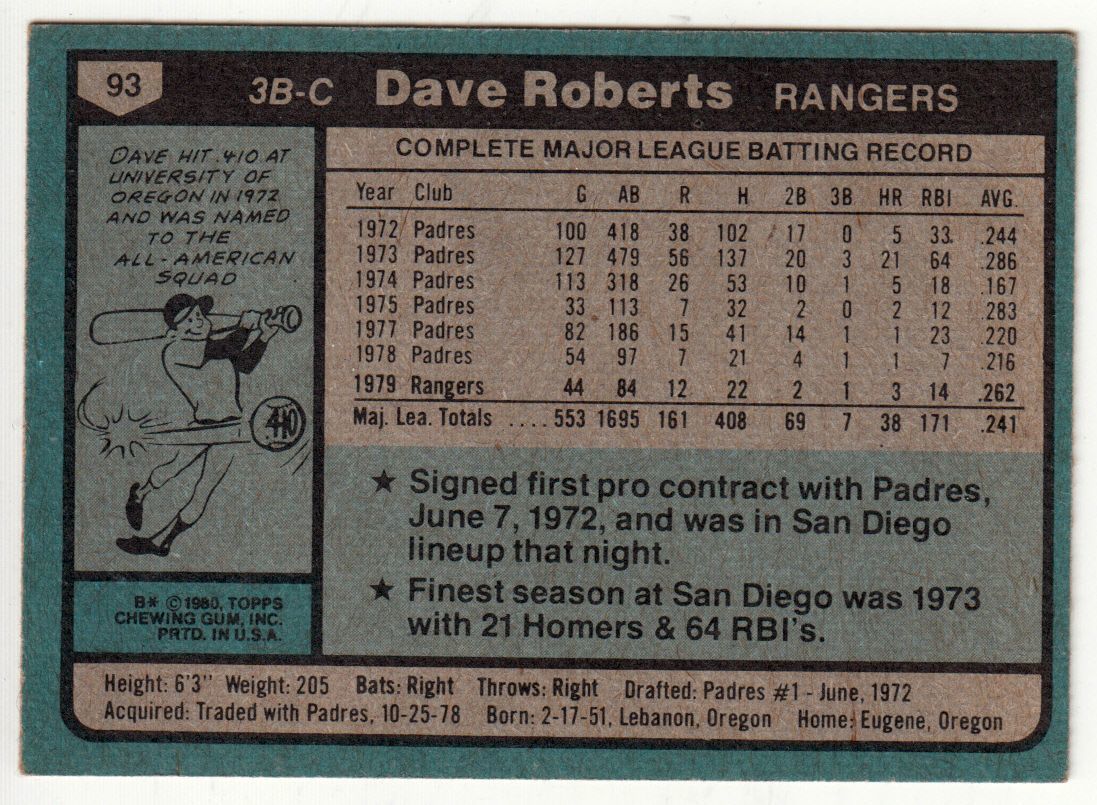 93 3B-C Dave Roberts RANGERS
DAVE HIT .410 AT
UNIVERSITY OF
OREGON IN 1972
AND WAS NAMED
TO THE
ALL-AMERICAN
SQUAD
.410
B* ©1980, TOPPS
CHEWING GUM, INC.
PRTD. IN U.S.A.
COMPLETE MAJOR LEAGUE BATTING RECORD
Year Club G AB R H 2B 3B HR RBI AVG.
1972 Padres 100 418 38 102 17 0 5 33 .244
1973 Padres 127 479 56 137 20 3 21 64 .286
1974 Padres 113 318 26 53 10 1 5 18 .167
1975 Padres 33 113 7 32 2 0 2 12 .283
1977 Padres 82 186 15 41 14 1 1 23 .220
1978 Padres 54 97 7 21 4 1 1 7 .216
1979 Rangers 44 84 12 22 2 1 3 14 .262
Maj. Lea. Totals .... 553 1695 161 408 69 7 38 171 .241
★ Signed first pro contract with Padres,
June 7, 1972, and was in San Diego
lineup that night.
★ Finest season at San Diego was 1973
with 21 Homers & 64 RBI's.
Height: 6'3" Weight: 205 Bats: Right Throws: Right Drafted: Padres #1 - June, 1972
Acquired: Traded with Padres, 10-25-78 Born: 2-17-51, Lebanon, Oregon Home: Eugene, Oregon